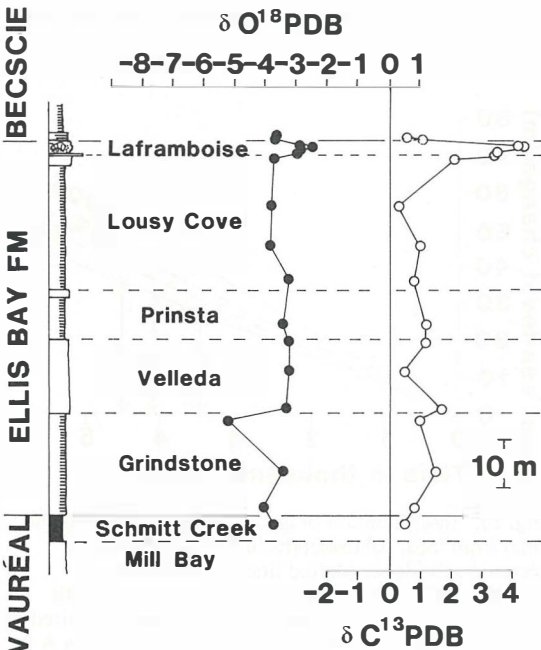 δ O¹⁸PDB
-8-7-6-5-4-3-2-1 0 1
BECSCIE
ELLIS BAY FM
VAURÉAL
Laframboise
Lousy Cove
Prinsta
Velleda
Grindstone
10 m
Schmitt Creek
Mill Bay
-2-1 0 1 2 3 4
δ C¹³PDB